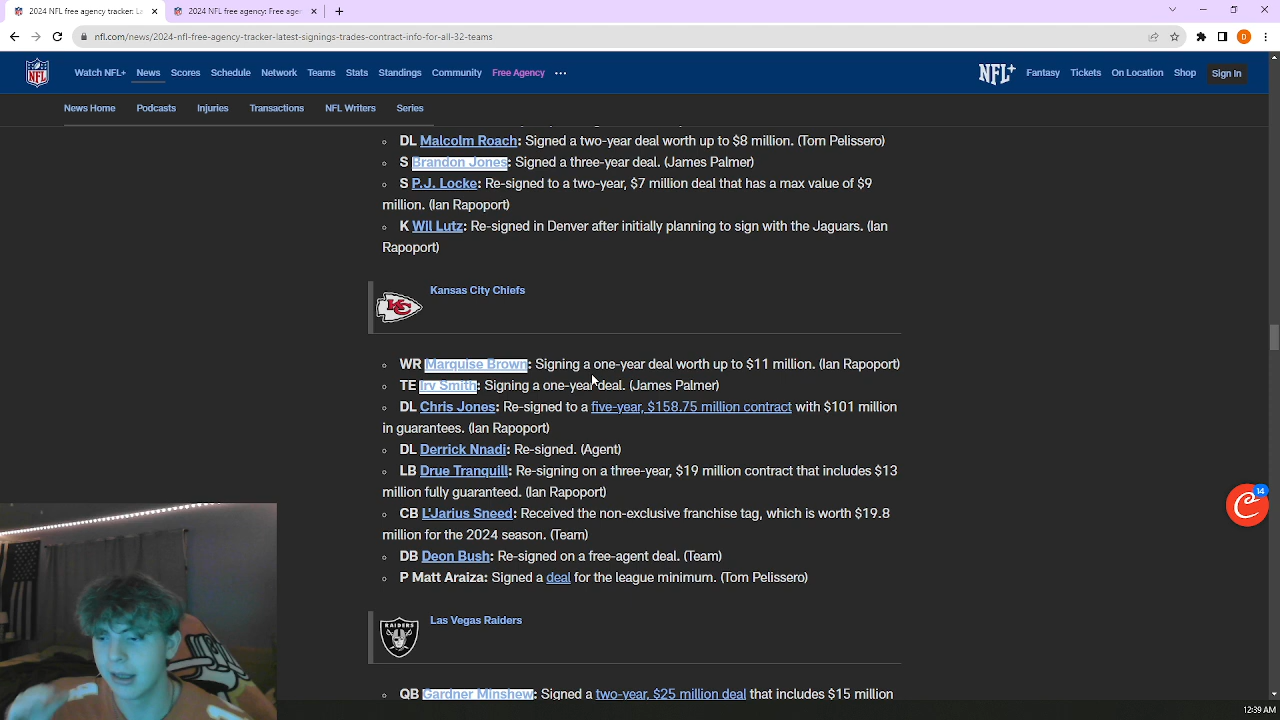 2024 NFL free agency tracker: La
2024 NFL free agency: Free agen
nfl.com/news/2024-nfl-free-agency-tracker-latest-signings-trades-contract-info-for-all-32-teams
D
NFL
Watch NFL+ News Scores Schedule Network Teams Stats Standings Community Free Agency ...
NFL+ Fantasy Tickets On Location Shop Sign In
News Home Podcasts Injuries Transactions NFL Writers Series
DL Malcolm Roach: Signed a two-year deal worth up to $8 million. (Tom Pelissero)
S Brandon Jones: Signed a three-year deal. (James Palmer)
S P.J. Locke: Re-signed to a two-year, $7 million deal that has a max value of $9
million. (Ian Rapoport)
K Wil Lutz: Re-signed in Denver after initially planning to sign with the Jaguars. (Ian
Rapoport)
KC
Kansas City Chiefs
WR Marquise Brown: Signing a one-year deal worth up to $11 million. (Ian Rapoport)
TE Irv Smith: Signing a one-year deal. (James Palmer)
DL Chris Jones: Re-signed to a five-year, $158.75 million contract with $101 million
in guarantees. (Ian Rapoport)
DL Derrick Nnadi: Re-signed. (Agent)
LB Drue Tranquill: Re-signing on a three-year, $19 million contract that includes $13
million fully guaranteed. (Ian Rapoport)
14
CB L'Jarius Sneed: Received the non-exclusive franchise tag, which is worth $19.8
million for the 2024 season. (Team)
DB Deon Bush: Re-signed on a free-agent deal. (Team)
P Matt Araiza: Signed a deal for the league minimum. (Tom Pelissero)
RAIDERS
Las Vegas Raiders
QB Gardner Minshew: Signed a two-year, $25 million deal that includes $15 million
12:39 AM